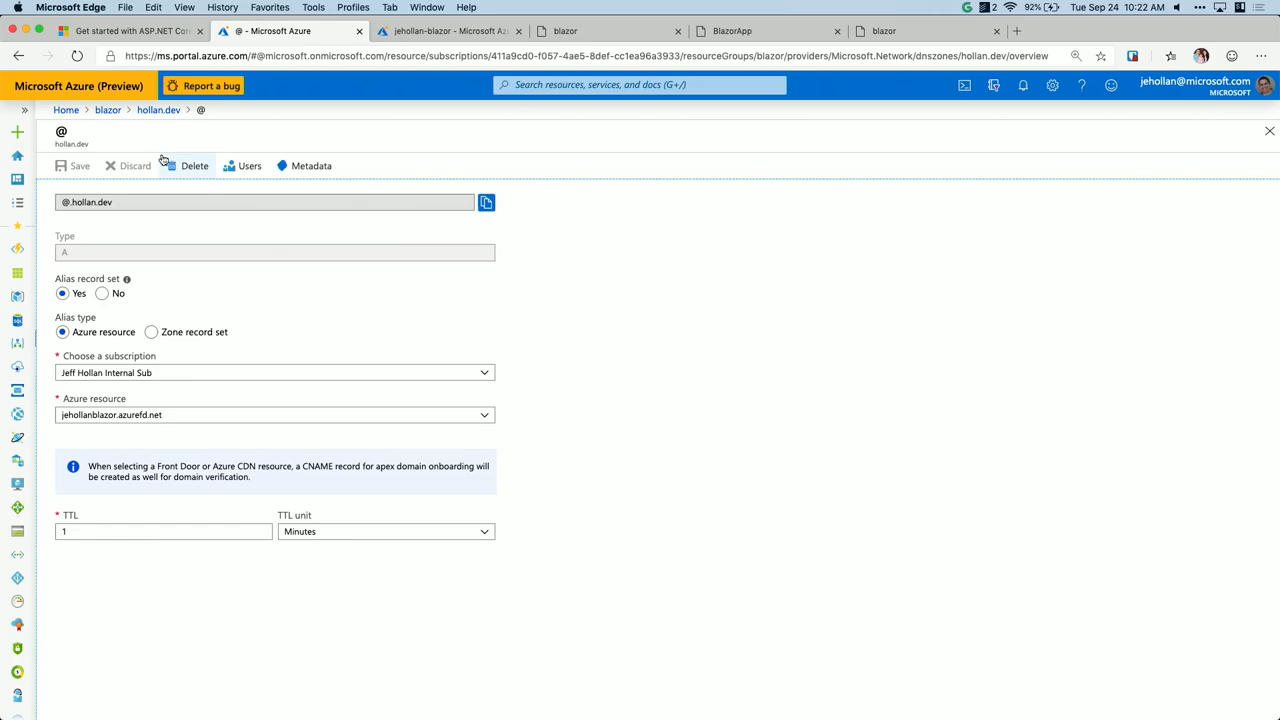 Microsoft Edge File Edit View History Favorites Tools Profiles Tab Window Help 2 92% Tue Sep 24 10:22 AM
Get started with ASP.NET Cor @ - Microsoft Azure jehollan-blazor - Microsoft Az blazor BlazorApp blazor
https://ms.portal.azure.com/#@microsoft.onmicrosoft.com/resource/subscriptions/411a9cd0-f057-4ae5-8def-cc1ea96a3933/resourceGroups/blazor/providers/Microsoft.Network/dnszones/hollan.dev/overview
Microsoft Azure (Preview) Report a bug Search resources, services, and docs (G+/) jehollan@microsoft.com
MICROSOFT
Home > blazor > hollan.dev > @
@
hollan.dev
Save Discard Delete Users Metadata
@.hollan.dev
Type
A
Alias record set
Yes No
Alias type
Azure resource Zone record set
* Choose a subscription
Jeff Hollan Internal Sub
* Azure resource
jehollanblazor.azurefd.net
When selecting a Front Door or Azure CDN resource, a CNAME record for apex domain onboarding will
be created as well for domain verification.
* TTL TTL unit
1 Minutes